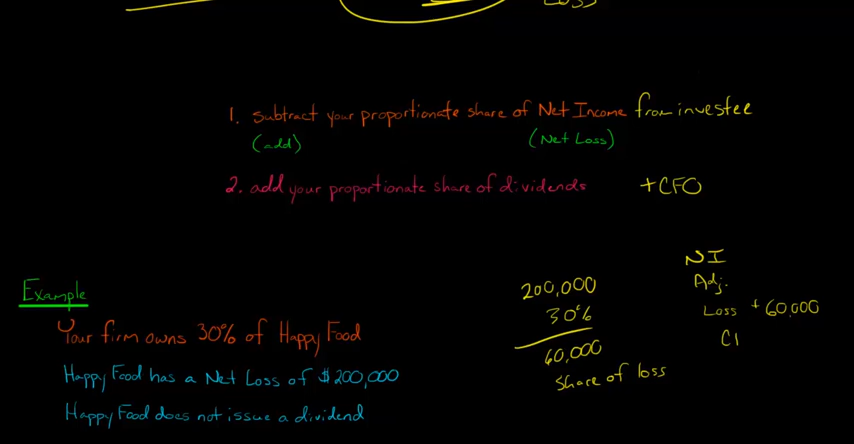 Loss
1. subtract your proportionate share of Net Income from investee
(add) (Net Loss)
2. add your proportionate share of dividends +CFO
Example
Your firm owns 30% of Happy Food
Happy Food has a Net Loss of $200,000
Happy Food does not issue a dividend
200,000
30%
60,000
share of loss
NI
Adj.
Loss + 60,000
CF